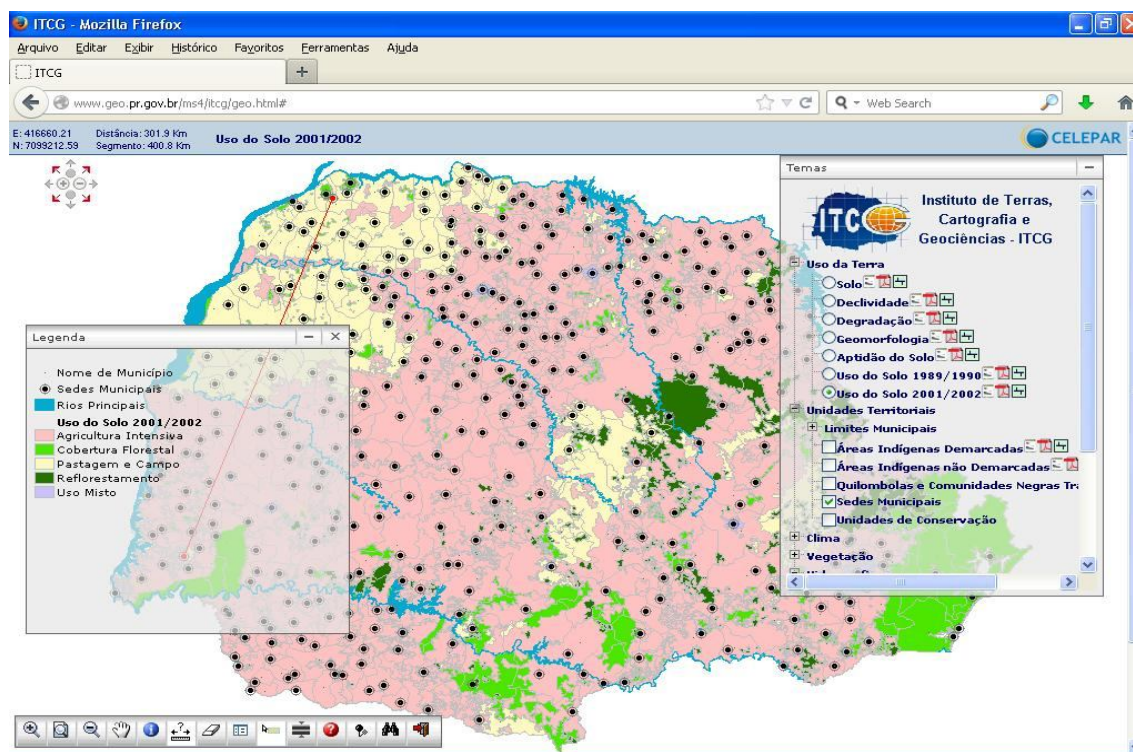 ITCG - Mozilla Firefox
Arquivo Editar Exibir Histórico Favoritos Ferramentas Ajuda
ITCG
www.geo.pr.gov.br/ms4/itcg/geo.html#
Web Search
E: 416660.21 Distância: 301.9 Km
N: 7099212.59 Segmento: 400.8 Km
Uso do Solo 2001/2002
CELEPAR
Temas
ITCG
Instituto de Terras,
Cartografia e
Geociências - ITCG
Uso da Terra
Solo
Declividade
Degradação
Geomorfologia
Aptidão do Solo
Uso do Solo 1989/1990
Uso do Solo 2001/2002
Unidades Territoriais
Limites Municipais
Áreas Indígenas Demarcadas
Áreas Indígenas não Demarcadas
Quilombolas e Comunidades Negras Tra
Sedes Municipais
Unidades de Conservação
Clima
Vegetação
Legenda
Nome de Município
Sedes Municipais
Rios Principais
Uso do Solo 2001/2002
Agricultura Intensiva
Cobertura Florestal
Pastagem e Campo
Reflorestamento
Uso Misto